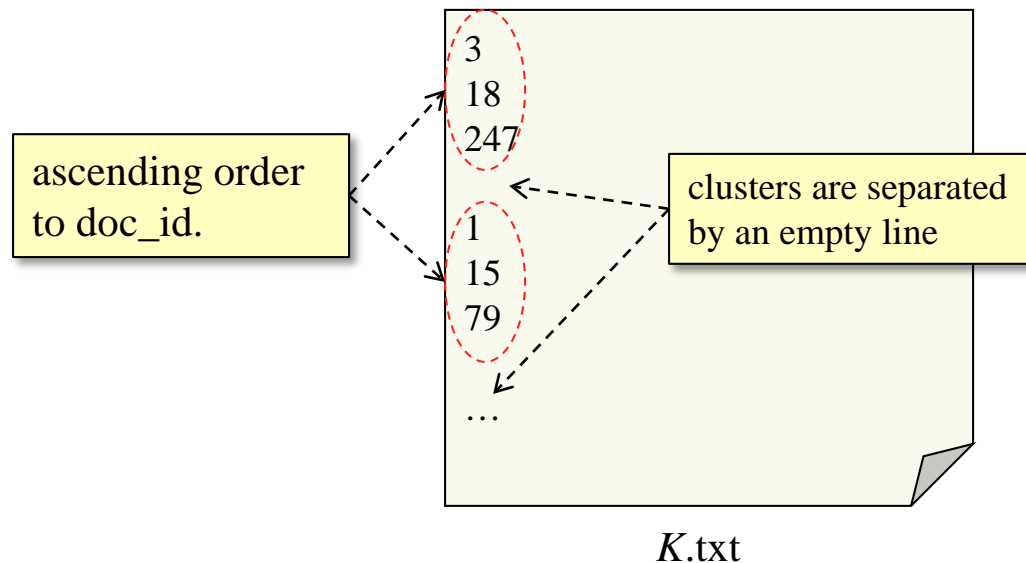 3
18
247
ascending order
to doc_id.
clusters are separated
by an empty line
1
15
79
…
K.txt